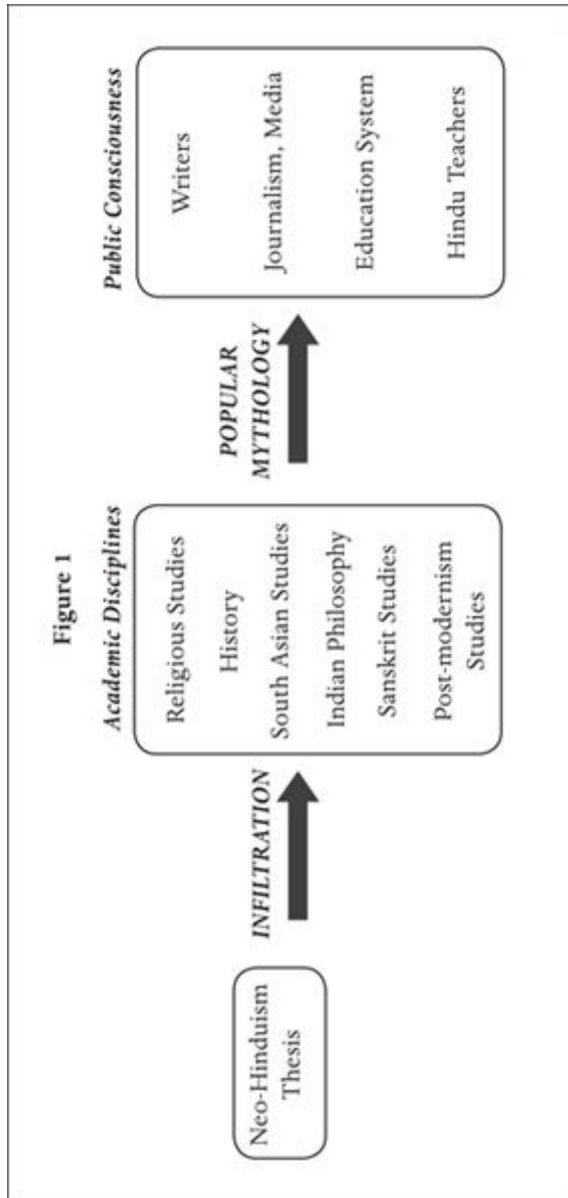 Figure 1
Neo-Hinduism
Thesis
INFILTRATION
Academic Disciplines
Religious Studies
History
South Asian Studies
Indian Philosophy
Sanskrit Studies
Post-modernism
Studies
POPULAR
MYTHOLOGY
Public Consciousness
Writers
Journalism, Media
Education System
Hindu Teachers